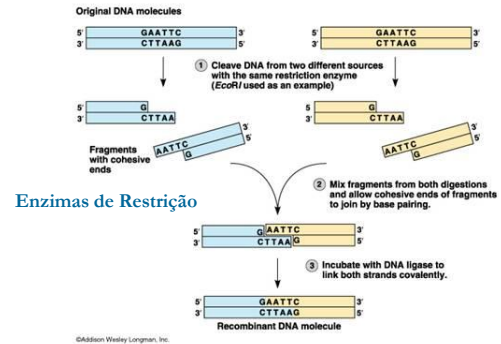 Original DNA molecules
5' GAATTC 3'
3' CTTAAG 5'
5' GAATTC 3'
3' CTTAAG 5'
1 Cleave DNA from two different sources
with the same restriction enzyme
(EcoRI used as an example)
5' G
3' CTTAA
3'
AATTC 5'
G
5' G
3' CTTAA
3'
AATTC 5'
G
Fragments
with cohesive
ends
Enzimas de Restrição
2 Mix fragments from both digestions
and allow cohesive ends of fragments
to join by base pairing.
5' G AATTC 3'
3' CTTAA G 5'
3 Incubate with DNA ligase to
link both strands covalently.
5' GAATTC 3'
3' CTTAAG 5'
Recombinant DNA molecule
©Addison Wesley Longman, Inc.